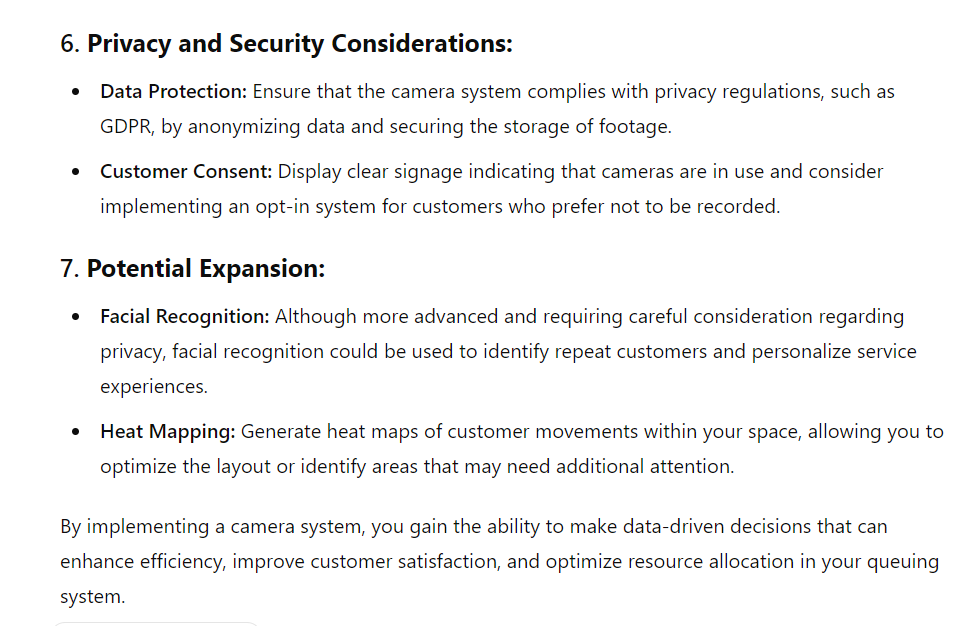 6. Privacy and Security Considerations:
• Data Protection: Ensure that the camera system complies with privacy regulations, such as
GDPR, by anonymizing data and securing the storage of footage.
• Customer Consent: Display clear signage indicating that cameras are in use and consider
implementing an opt-in system for customers who prefer not to be recorded.
7. Potential Expansion:
• Facial Recognition: Although more advanced and requiring careful consideration regarding
privacy, facial recognition could be used to identify repeat customers and personalize service
experiences.
• Heat Mapping: Generate heat maps of customer movements within your space, allowing you to
optimize the layout or identify areas that may need additional attention.
By implementing a camera system, you gain the ability to make data-driven decisions that can
enhance efficiency, improve customer satisfaction, and optimize resource allocation in your queuing
system.